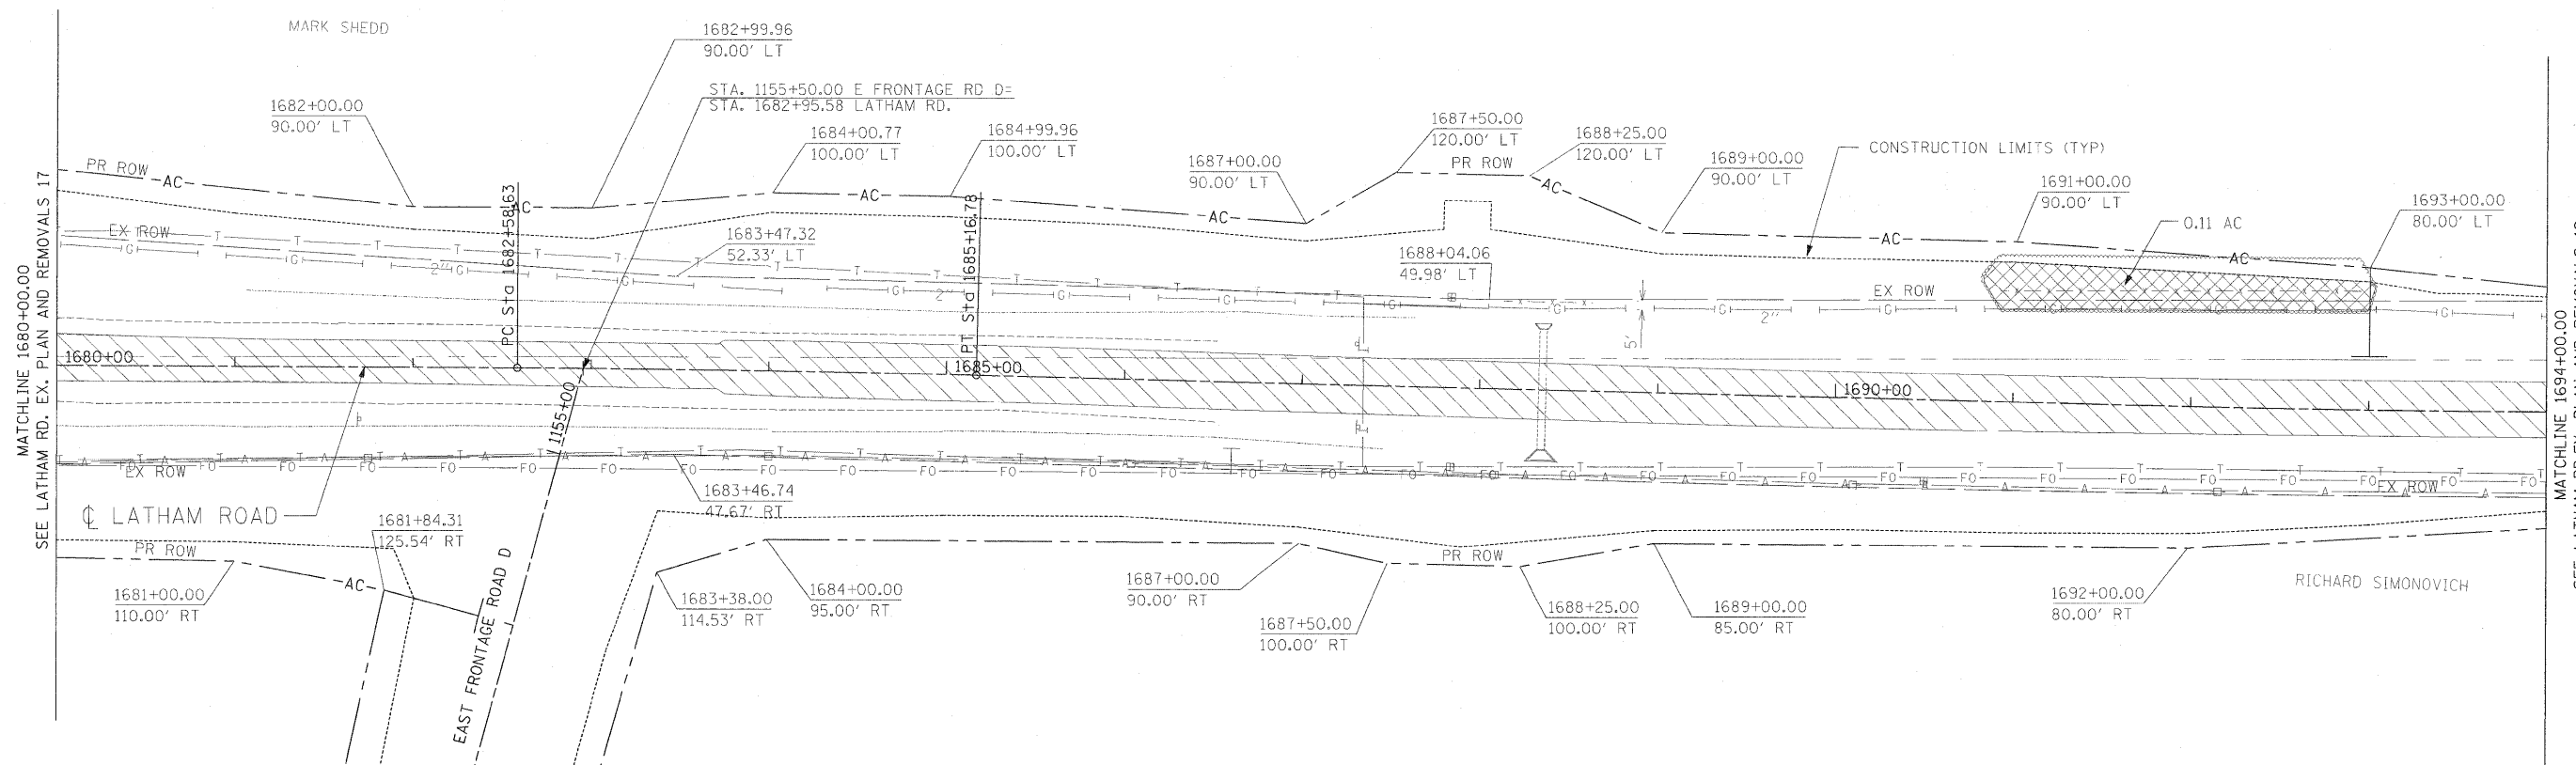 MARK SHEDD
1682+99.96
90.00' LT
STA. 1155+50.00 E FRONTAGE RD D=
STA. 1682+95.58 LATHAM RD.
1682+00.00
90.00' LT
1684+00.77
100.00' LT
1684+99.96
100.00' LT
1687+00.00
90.00' LT
1687+50.00
120.00' LT
PR ROW
1688+25.00
120.00' LT
1689+00.00
90.00' LT
CONSTRUCTION LIMITS (TYP)
1691+00.00
90.00' LT
0.11 AC
1693+00.00
80.00' LT
PR ROW
AC
AC
AC
AC
AC
AC
AC
EX ROW
1683+47.32
52.33' LT
1688+04.06
49.98' LT
EX ROW
2"
2"
2"
5'
PC Sta 1682+58.63
PT Sta 1685+16.78
1680+00
1685+00
1690+00
1155+00
MATCHLINE 1680+00.00
SEE LATHAM RD. EX. PLAN AND REMOVALS 17
MATCHLINE 1694+00.00
EX ROW
EX ROW
1683+46.74
47.67' RT
℄ LATHAM ROAD
1681+84.31
125.54' RT
PR ROW
AC
1681+00.00
110.00' RT
EAST FRONTAGE ROAD D
1683+38.00
114.53' RT
1684+00.00
95.00' RT
1687+00.00
90.00' RT
1687+50.00
100.00' RT
PR ROW
1688+25.00
100.00' RT
1689+00.00
85.00' RT
1692+00.00
80.00' RT
RICHARD SIMONOVICH